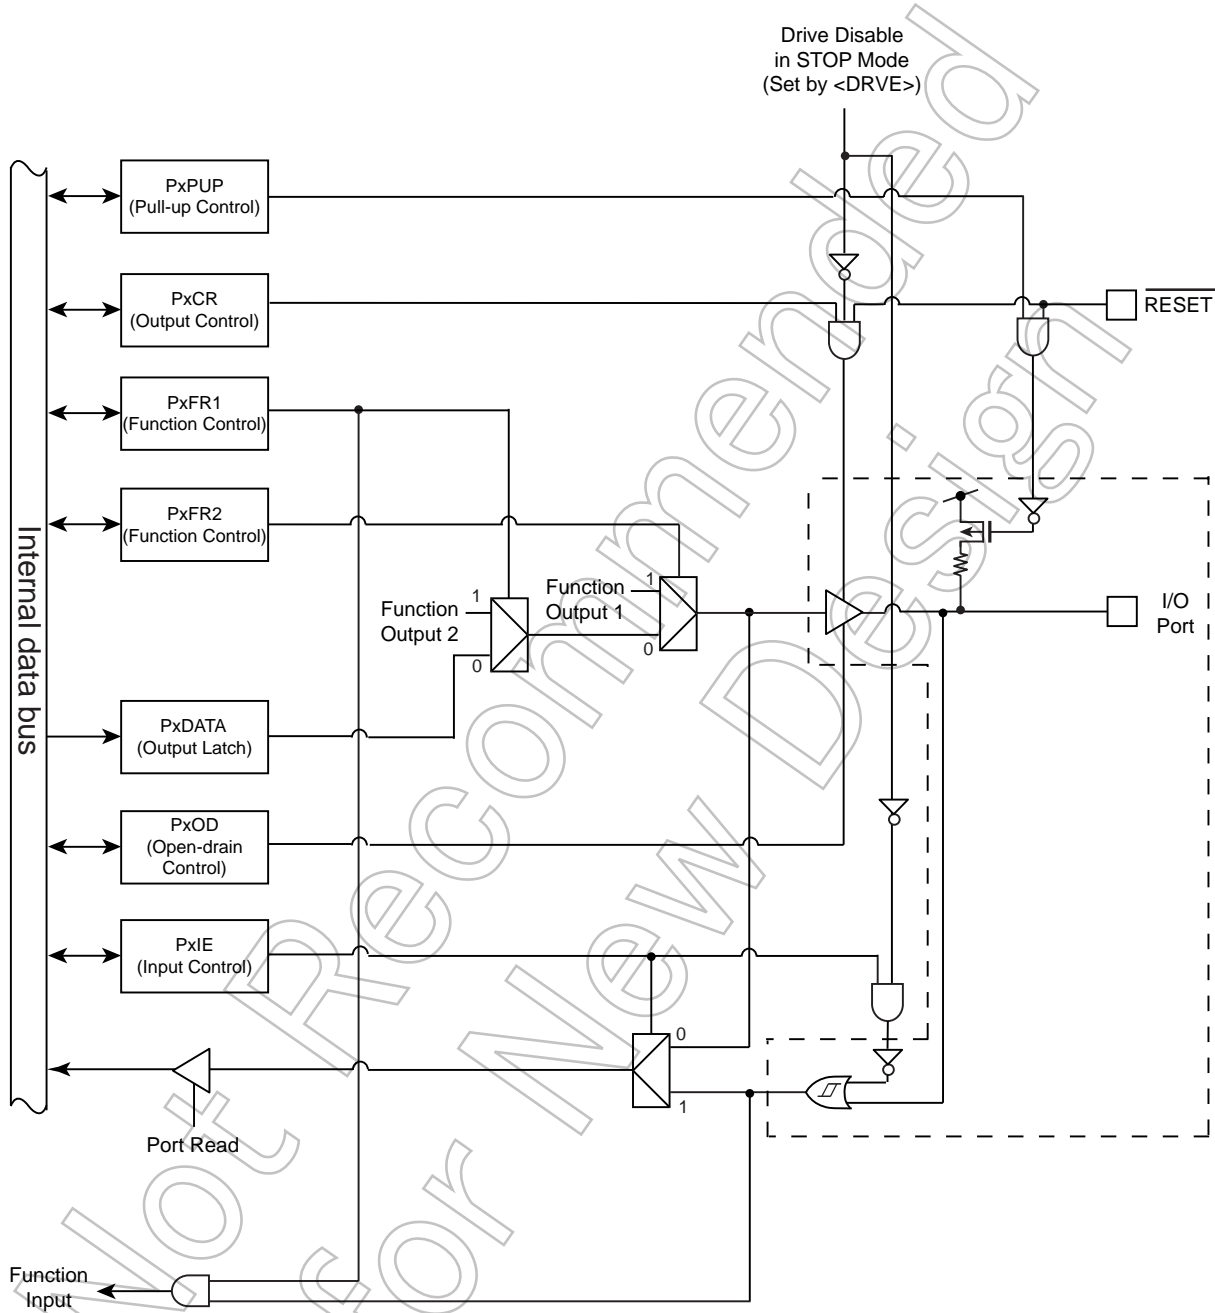 Drive Disable
in STOP Mode
(Set by <DRVE>)
PxPUP
(Pull-up Control)
PxCR
(Output Control)
RESET
PxFR1
(Function Control)
PxFR2
(Function Control)
Internal data bus
1
Function
Output 1
0
1
Function
Output 2
0
I/O
Port
PxDATA
(Output Latch)
PxOD
(Open-drain
Control)
PxIE
(Input Control)
0
1
Port Read
Function
Input
Not Recommended
for New Design